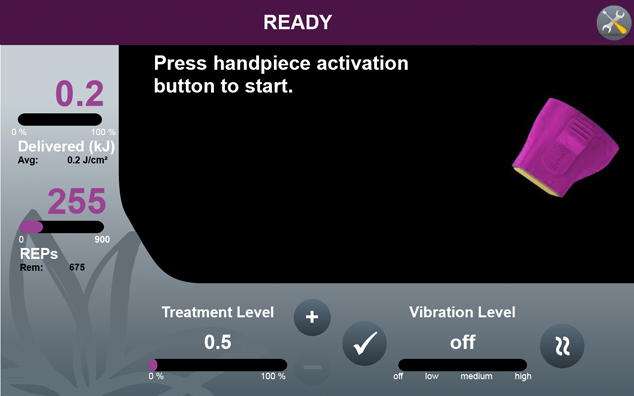 READY
Press handpiece activation
button to start.
0.2
0 % 100 %
Delivered (kJ)
Avg: 0.2 J/cm²
255
0 900
REPs
Rem: 675
Treatment Level
0.5
0 % 100 %
+
−
Vibration Level
off
off low medium high